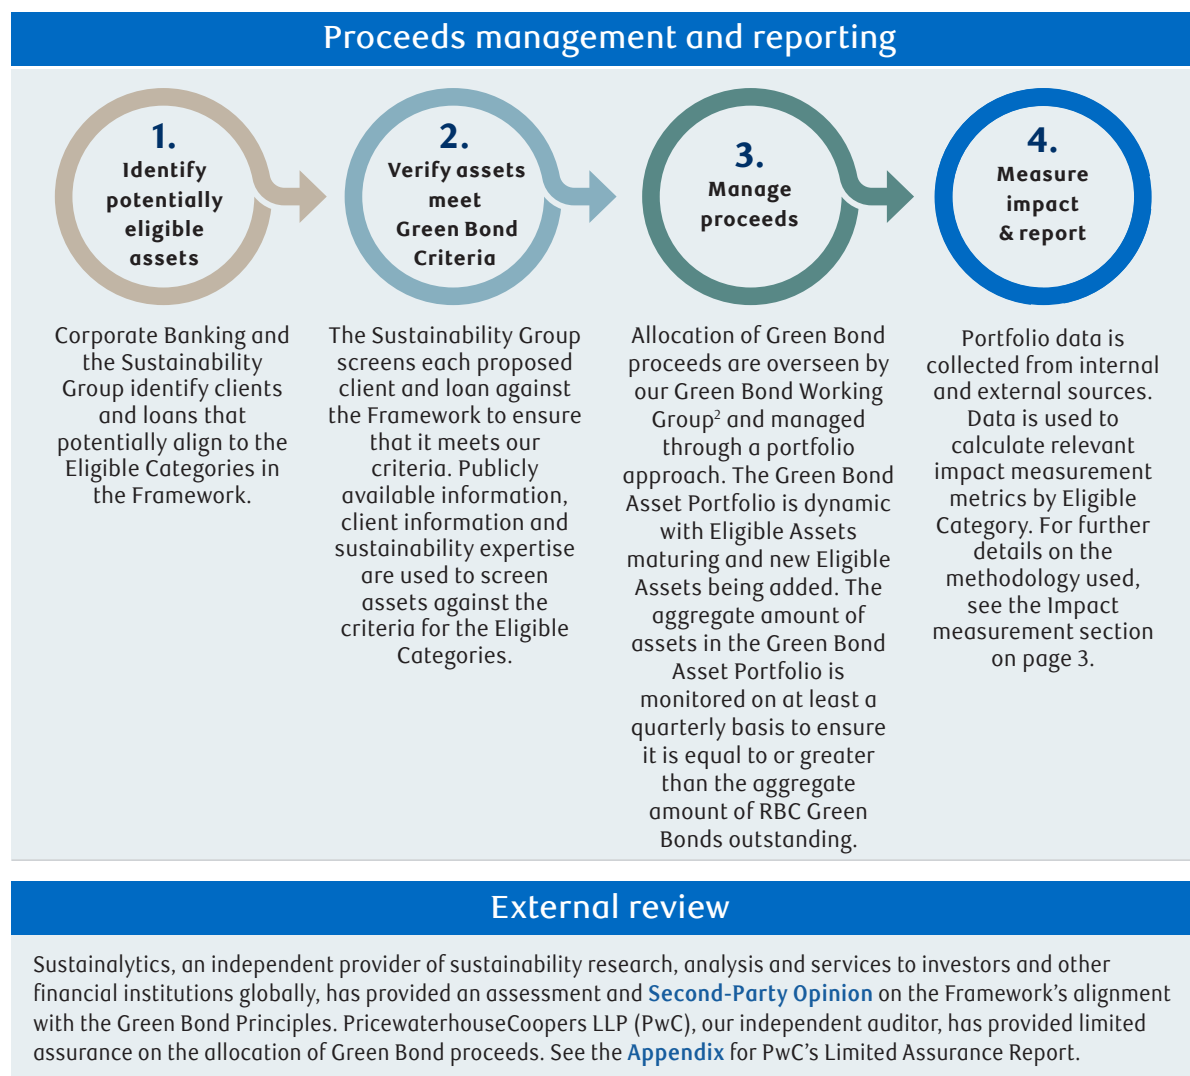 Proceeds management and reporting
1.
Identify
potentially
eligible
assets
Corporate Banking and
the Sustainability
Group identify clients
and loans that
potentially align to the
Eligible Categories in
the Framework.
2.
Verify assets
meet
Green Bond
Criteria
The Sustainability Group
screens each proposed
client and loan against
the Framework to ensure
that it meets our
criteria. Publicly
available information,
client information and
sustainability expertise
are used to screen
assets against the
criteria for the Eligible
Categories.
3.
Manage
proceeds
Allocation of Green Bond
proceeds are overseen by
our Green Bond Working
Group² and managed
through a portfolio
approach. The Green Bond
Asset Portfolio is dynamic
with Eligible Assets
maturing and new Eligible
Assets being added. The
aggregate amount of
assets in the Green Bond
Asset Portfolio is
monitored on at least a
quarterly basis to ensure
it is equal to or greater
than the aggregate
amount of RBC Green
Bonds outstanding.
4.
Measure
impact
& report
Portfolio data is
collected from internal
and external sources.
Data is used to
calculate relevant
impact measurement
metrics by Eligible
Category. For further
details on the
methodology used,
see the Impact
measurement section
on page 3.
External review
Sustainalytics, an independent provider of sustainability research, analysis and services to investors and other
financial institutions globally, has provided an assessment and Second-Party Opinion on the Framework's alignment
with the Green Bond Principles. PricewaterhouseCoopers LLP (PwC), our independent auditor, has provided limited
assurance on the allocation of Green Bond proceeds. See the Appendix for PwC's Limited Assurance Report.